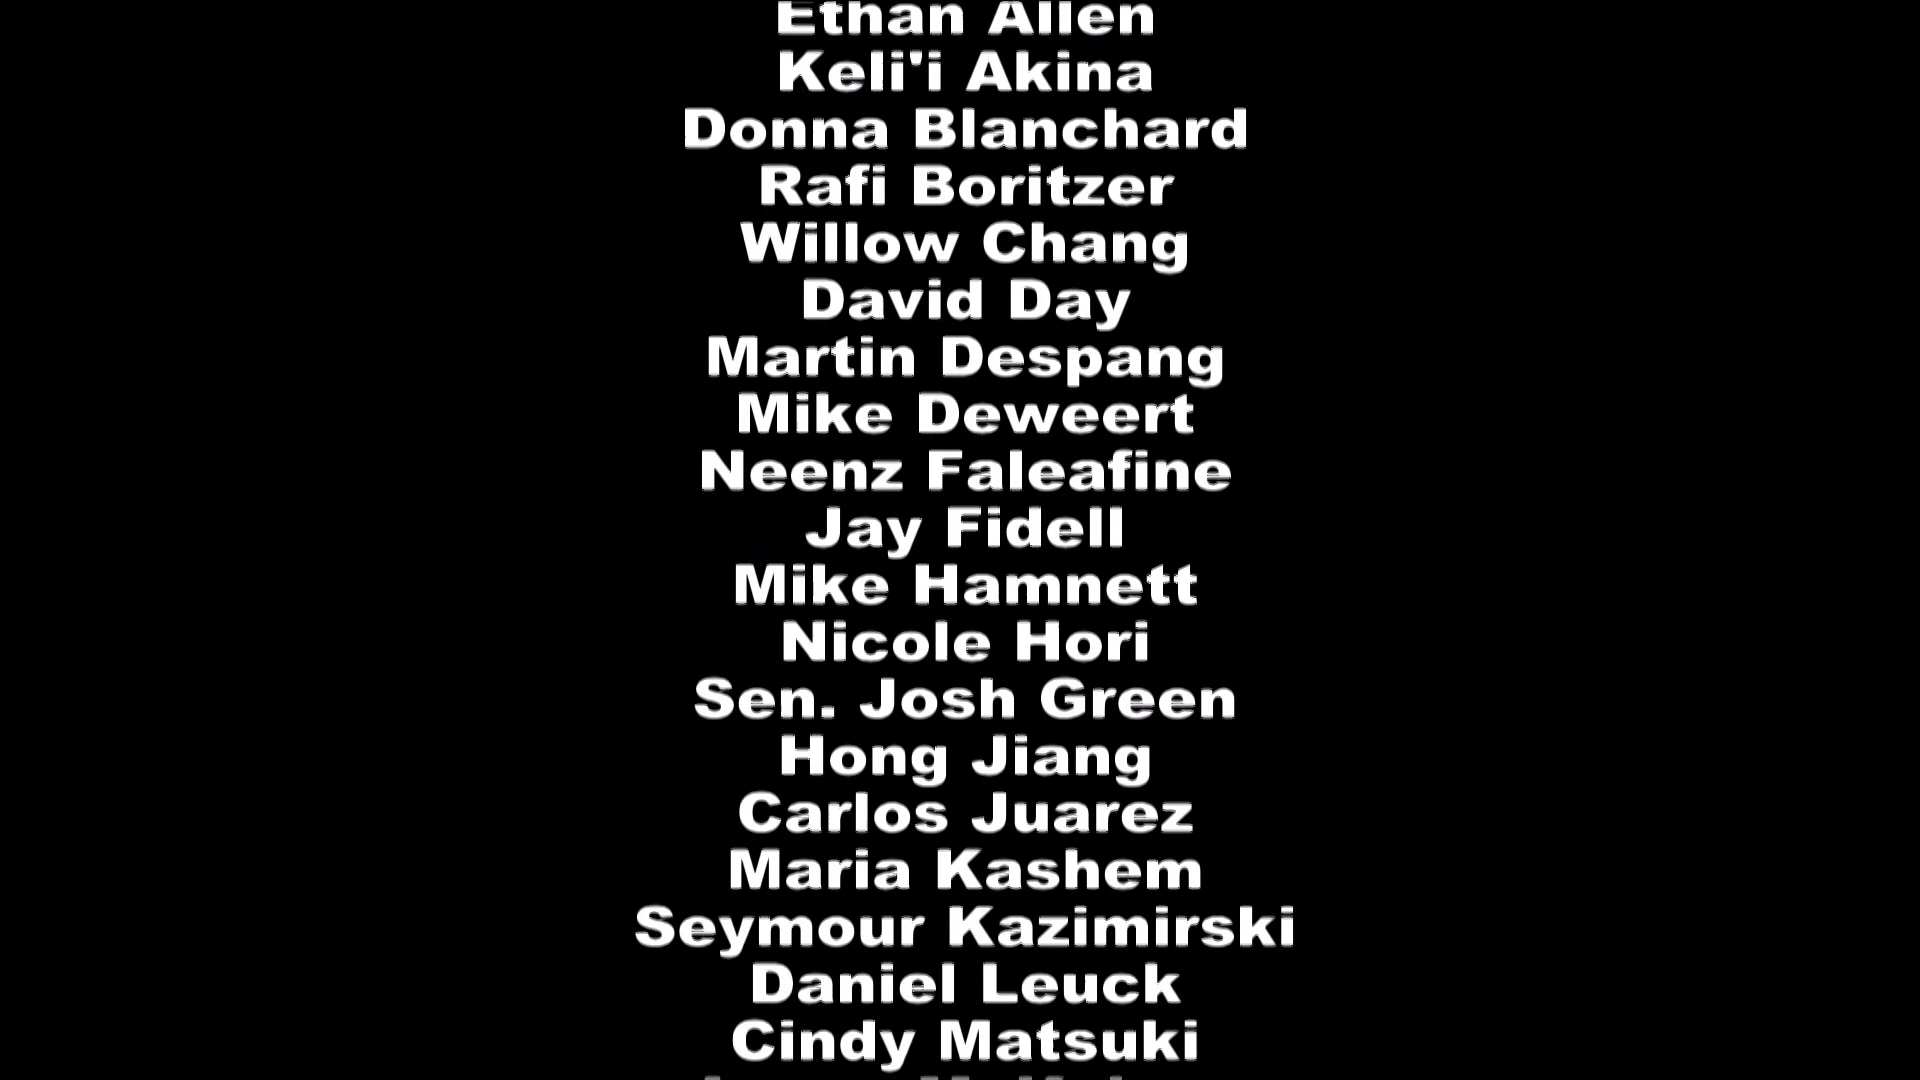 Ethan Allen
Keli'i Akina
Donna Blanchard
Rafi Boritzer
Willow Chang
David Day
Martin Despang
Mike Deweert
Neenz Faleafine
Jay Fidell
Mike Hamnett
Nicole Hori
Sen. Josh Green
Hong Jiang
Carlos Juarez
Maria Kashem
Seymour Kazimirski
Daniel Leuck
Cindy Matsuki